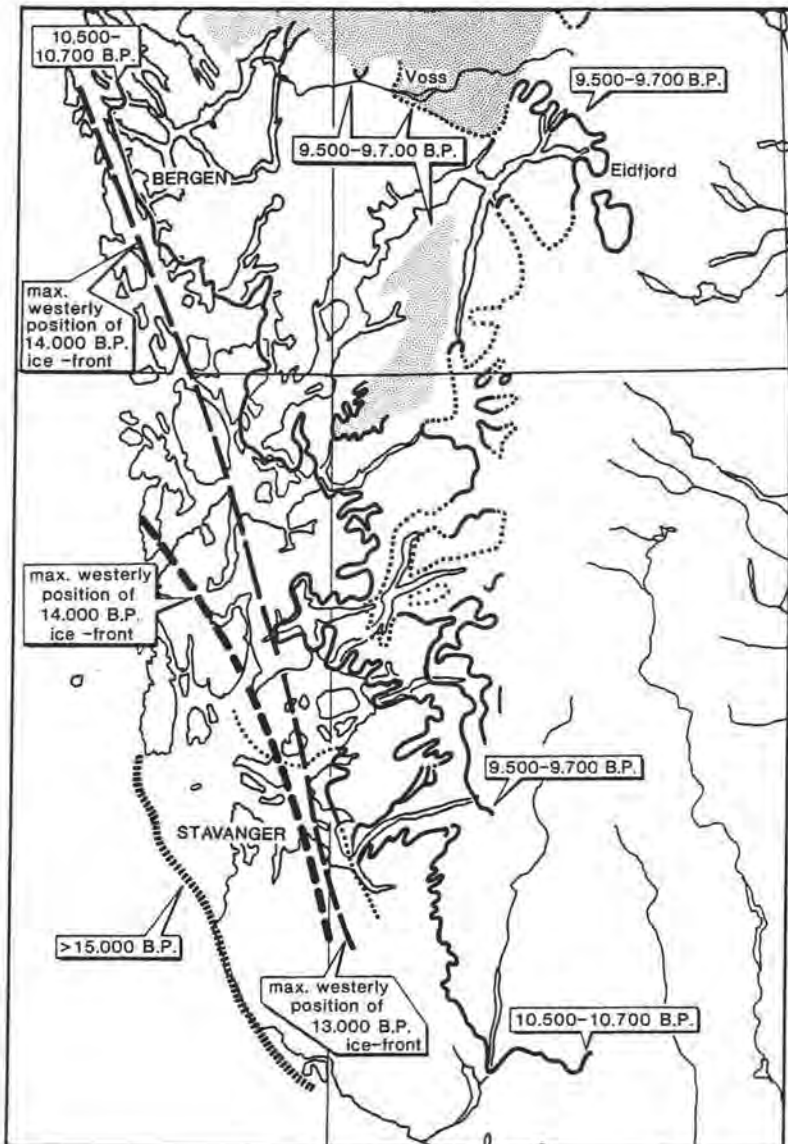 10,500-
10.700 B.P.
Voss
9.500-9.700 B.P.
9.500-9.7.00 B.P.
BERGEN
Eidfjord
max.
westerly
position of
14.000 B.P.
ice -front
max. westerly
position of
14.000 B.P.
ice -front
9.500-9.700 B.P.
STAVANGER
>15.000 B.P.
max. westerly
position of
13.000 B.P.
ice-front
10.500-10.700 B.P.